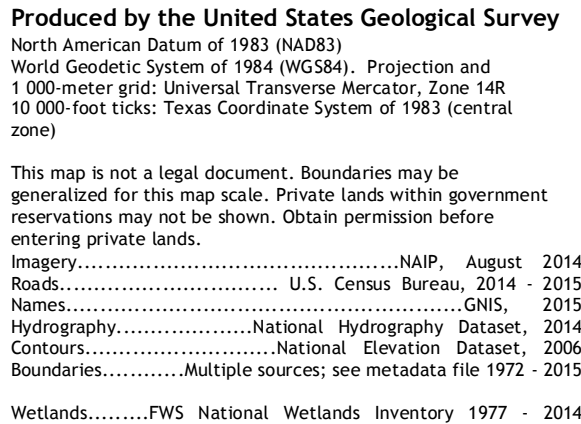 Produced by the United States Geological Survey
North American Datum of 1983 (NAD83)
World Geodetic System of 1984 (WGS84). Projection and
1 000-meter grid: Universal Transverse Mercator, Zone 14R
10 000-foot ticks: Texas Coordinate System of 1983 (central
zone)
This map is not a legal document. Boundaries may be
generalized for this map scale. Private lands within government
reservations may not be shown. Obtain permission before
entering private lands.
Imagery..............................................NAIP, August 2014
Roads................................ U.S. Census Bureau, 2014 - 2015
Names.........................................................GNIS, 2015
Hydrography....................National Hydrography Dataset, 2014
Contours............................National Elevation Dataset, 2006
Boundaries............Multiple sources; see metadata file 1972 - 2015
Wetlands.........FWS National Wetlands Inventory 1977 - 2014